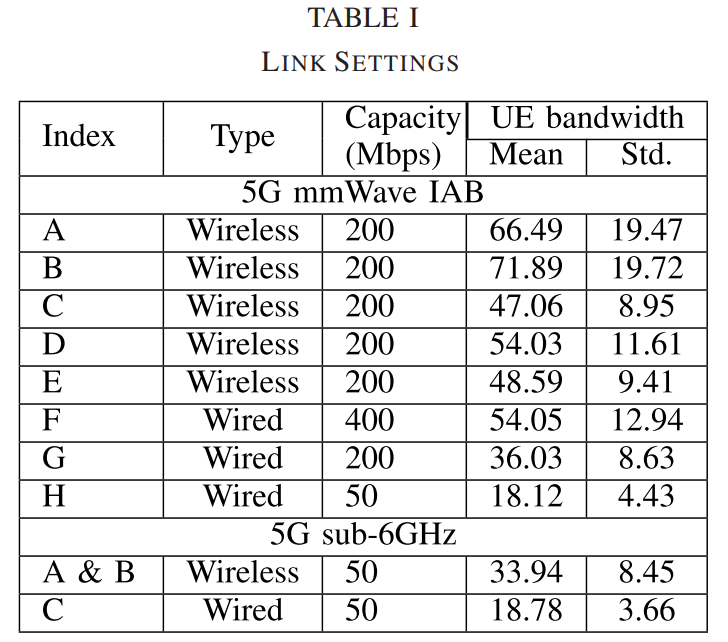 TABLE I
LINK SETTINGS
Index Type Capacity (Mbps) UE bandwidth
Mean Std.
5G mmWave IAB
A Wireless 200 66.49 19.47
B Wireless 200 71.89 19.72
C Wireless 200 47.06 8.95
D Wireless 200 54.03 11.61
E Wireless 200 48.59 9.41
F Wired 400 54.05 12.94
G Wired 200 36.03 8.63
H Wired 50 18.12 4.43
5G sub-6GHz
A & B Wireless 50 33.94 8.45
C Wired 50 18.78 3.66